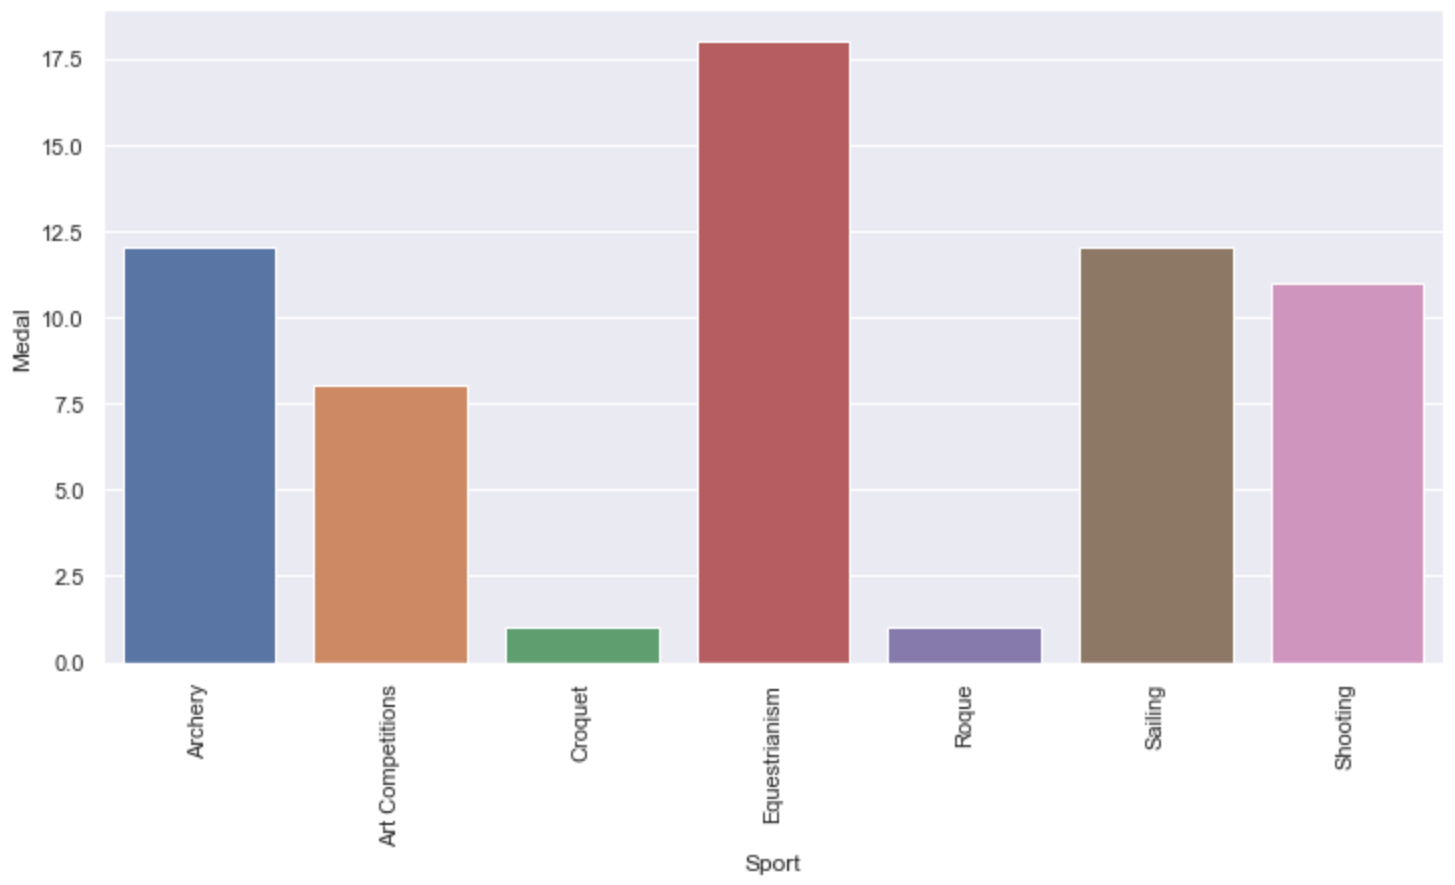 17.5
15.0
12.5
10.0
7.5
5.0
2.5
0.0
Medal
Archery
Art Competitions
Croquet
Equestrianism
Roque
Sailing
Shooting
Sport